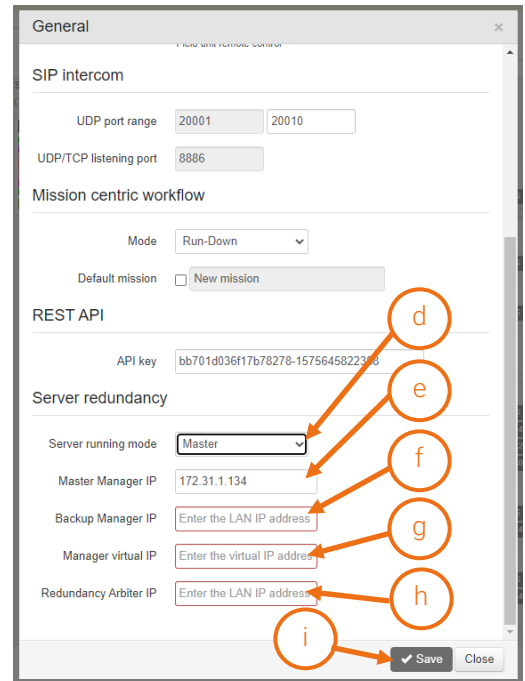 General ×
Field unit remote control
SIP intercom
UDP port range 20001 20010
UDP/TCP listening port 8886
Mission centric workflow
Mode Run-Down
Default mission New mission
REST API
d
API key bb701d036f17b78278-1575645822398
e
Server redundancy
Server running mode Master
f
Master Manager IP 172.31.1.134
Backup Manager IP Enter the LAN IP address
g
Manager virtual IP Enter the virtual IP addres
h
Redundancy Arbiter IP Enter the LAN IP address
i
Save Close